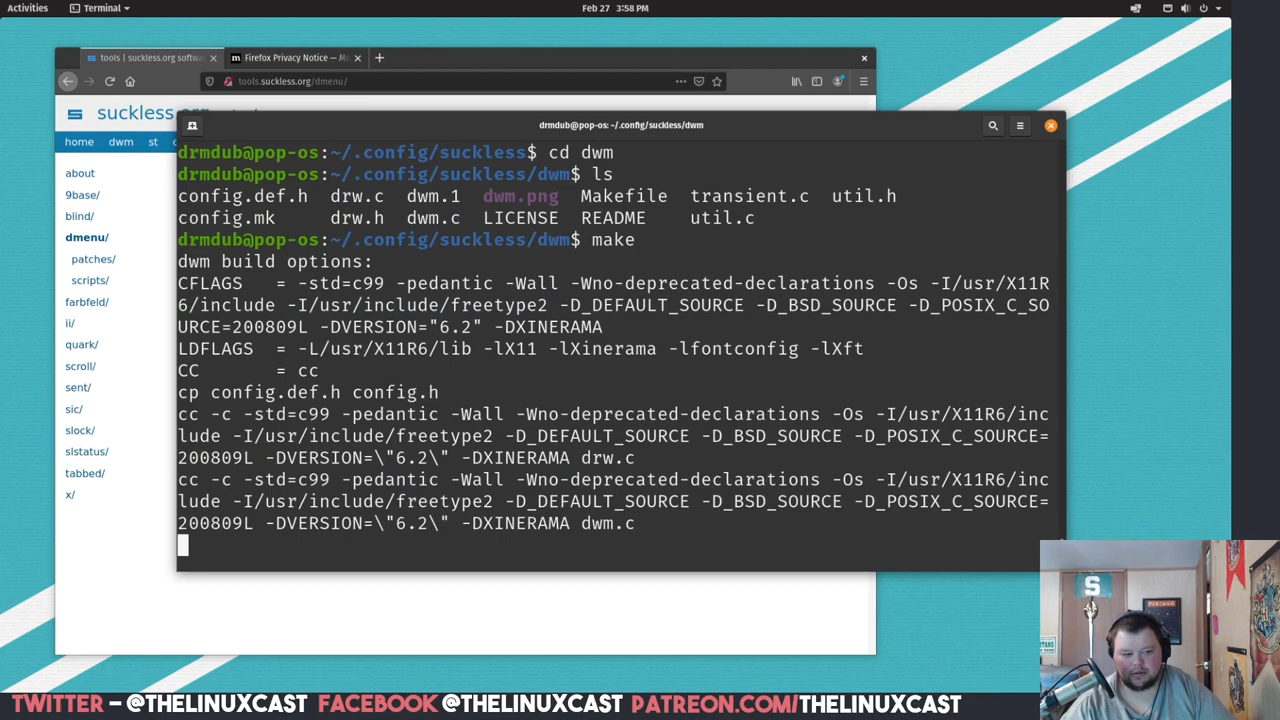 Activities
Terminal
Feb 27 3:58 PM
tools | suckless.org softwa
Firefox Privacy Notice — Mo
tools.suckless.org/dmenu/
suckless.org
home dwm st
about
9base/
blind/
dmenu/
patches/
scripts/
farbfeld/
ii/
quark/
scroll/
sent/
sic/
slock/
slstatus/
tabbed/
x/
drmdub@pop-os: ~/.config/suckless/dwm
drmdub@pop-os:~/.config/suckless$ cd dwm
drmdub@pop-os:~/.config/suckless/dwm$ ls
config.def.h drw.c dwm.1 dwm.png Makefile transient.c util.h
config.mk drw.h dwm.c LICENSE README util.c
drmdub@pop-os:~/.config/suckless/dwm$ make
dwm build options:
CFLAGS = -std=c99 -pedantic -Wall -Wno-deprecated-declarations -Os -I/usr/X11R
6/include -I/usr/include/freetype2 -D_DEFAULT_SOURCE -D_BSD_SOURCE -D_POSIX_C_SO
URCE=200809L -DVERSION="6.2" -DXINERAMA
LDFLAGS = -L/usr/X11R6/lib -lX11 -lXinerama -lfontconfig -lXft
CC = cc
cp config.def.h config.h
cc -c -std=c99 -pedantic -Wall -Wno-deprecated-declarations -Os -I/usr/X11R6/inc
lude -I/usr/include/freetype2 -D_DEFAULT_SOURCE -D_BSD_SOURCE -D_POSIX_C_SOURCE=
200809L -DVERSION=\"6.2\" -DXINERAMA drw.c
cc -c -std=c99 -pedantic -Wall -Wno-deprecated-declarations -Os -I/usr/X11R6/inc
lude -I/usr/include/freetype2 -D_DEFAULT_SOURCE -D_BSD_SOURCE -D_POSIX_C_SOURCE=
200809L -DVERSION=\"6.2\" -DXINERAMA dwm.c
S
TWITTER – @THELINUXCAST FACEBOOK @THELINUXCAST PATREON.COM/THELINUXCAST